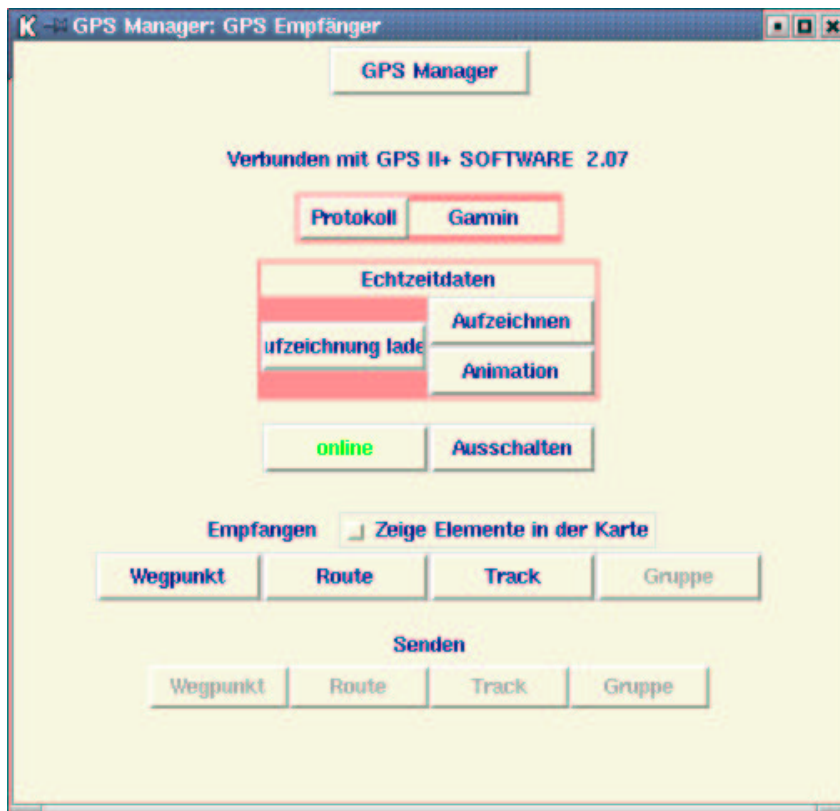 GPS Manager: GPS Empfänger
GPS Manager
Verbunden mit GPS II+ SOFTWARE 2.07
Protokoll Garmin
Echtzeitdaten
ufzeichnung lade Aufzeichnen
Animation
online Ausschalten
Empfangen Zeige Elemente in der Karte
Wegpunkt Route Track Gruppe
Senden
Wegpunkt Route Track Gruppe